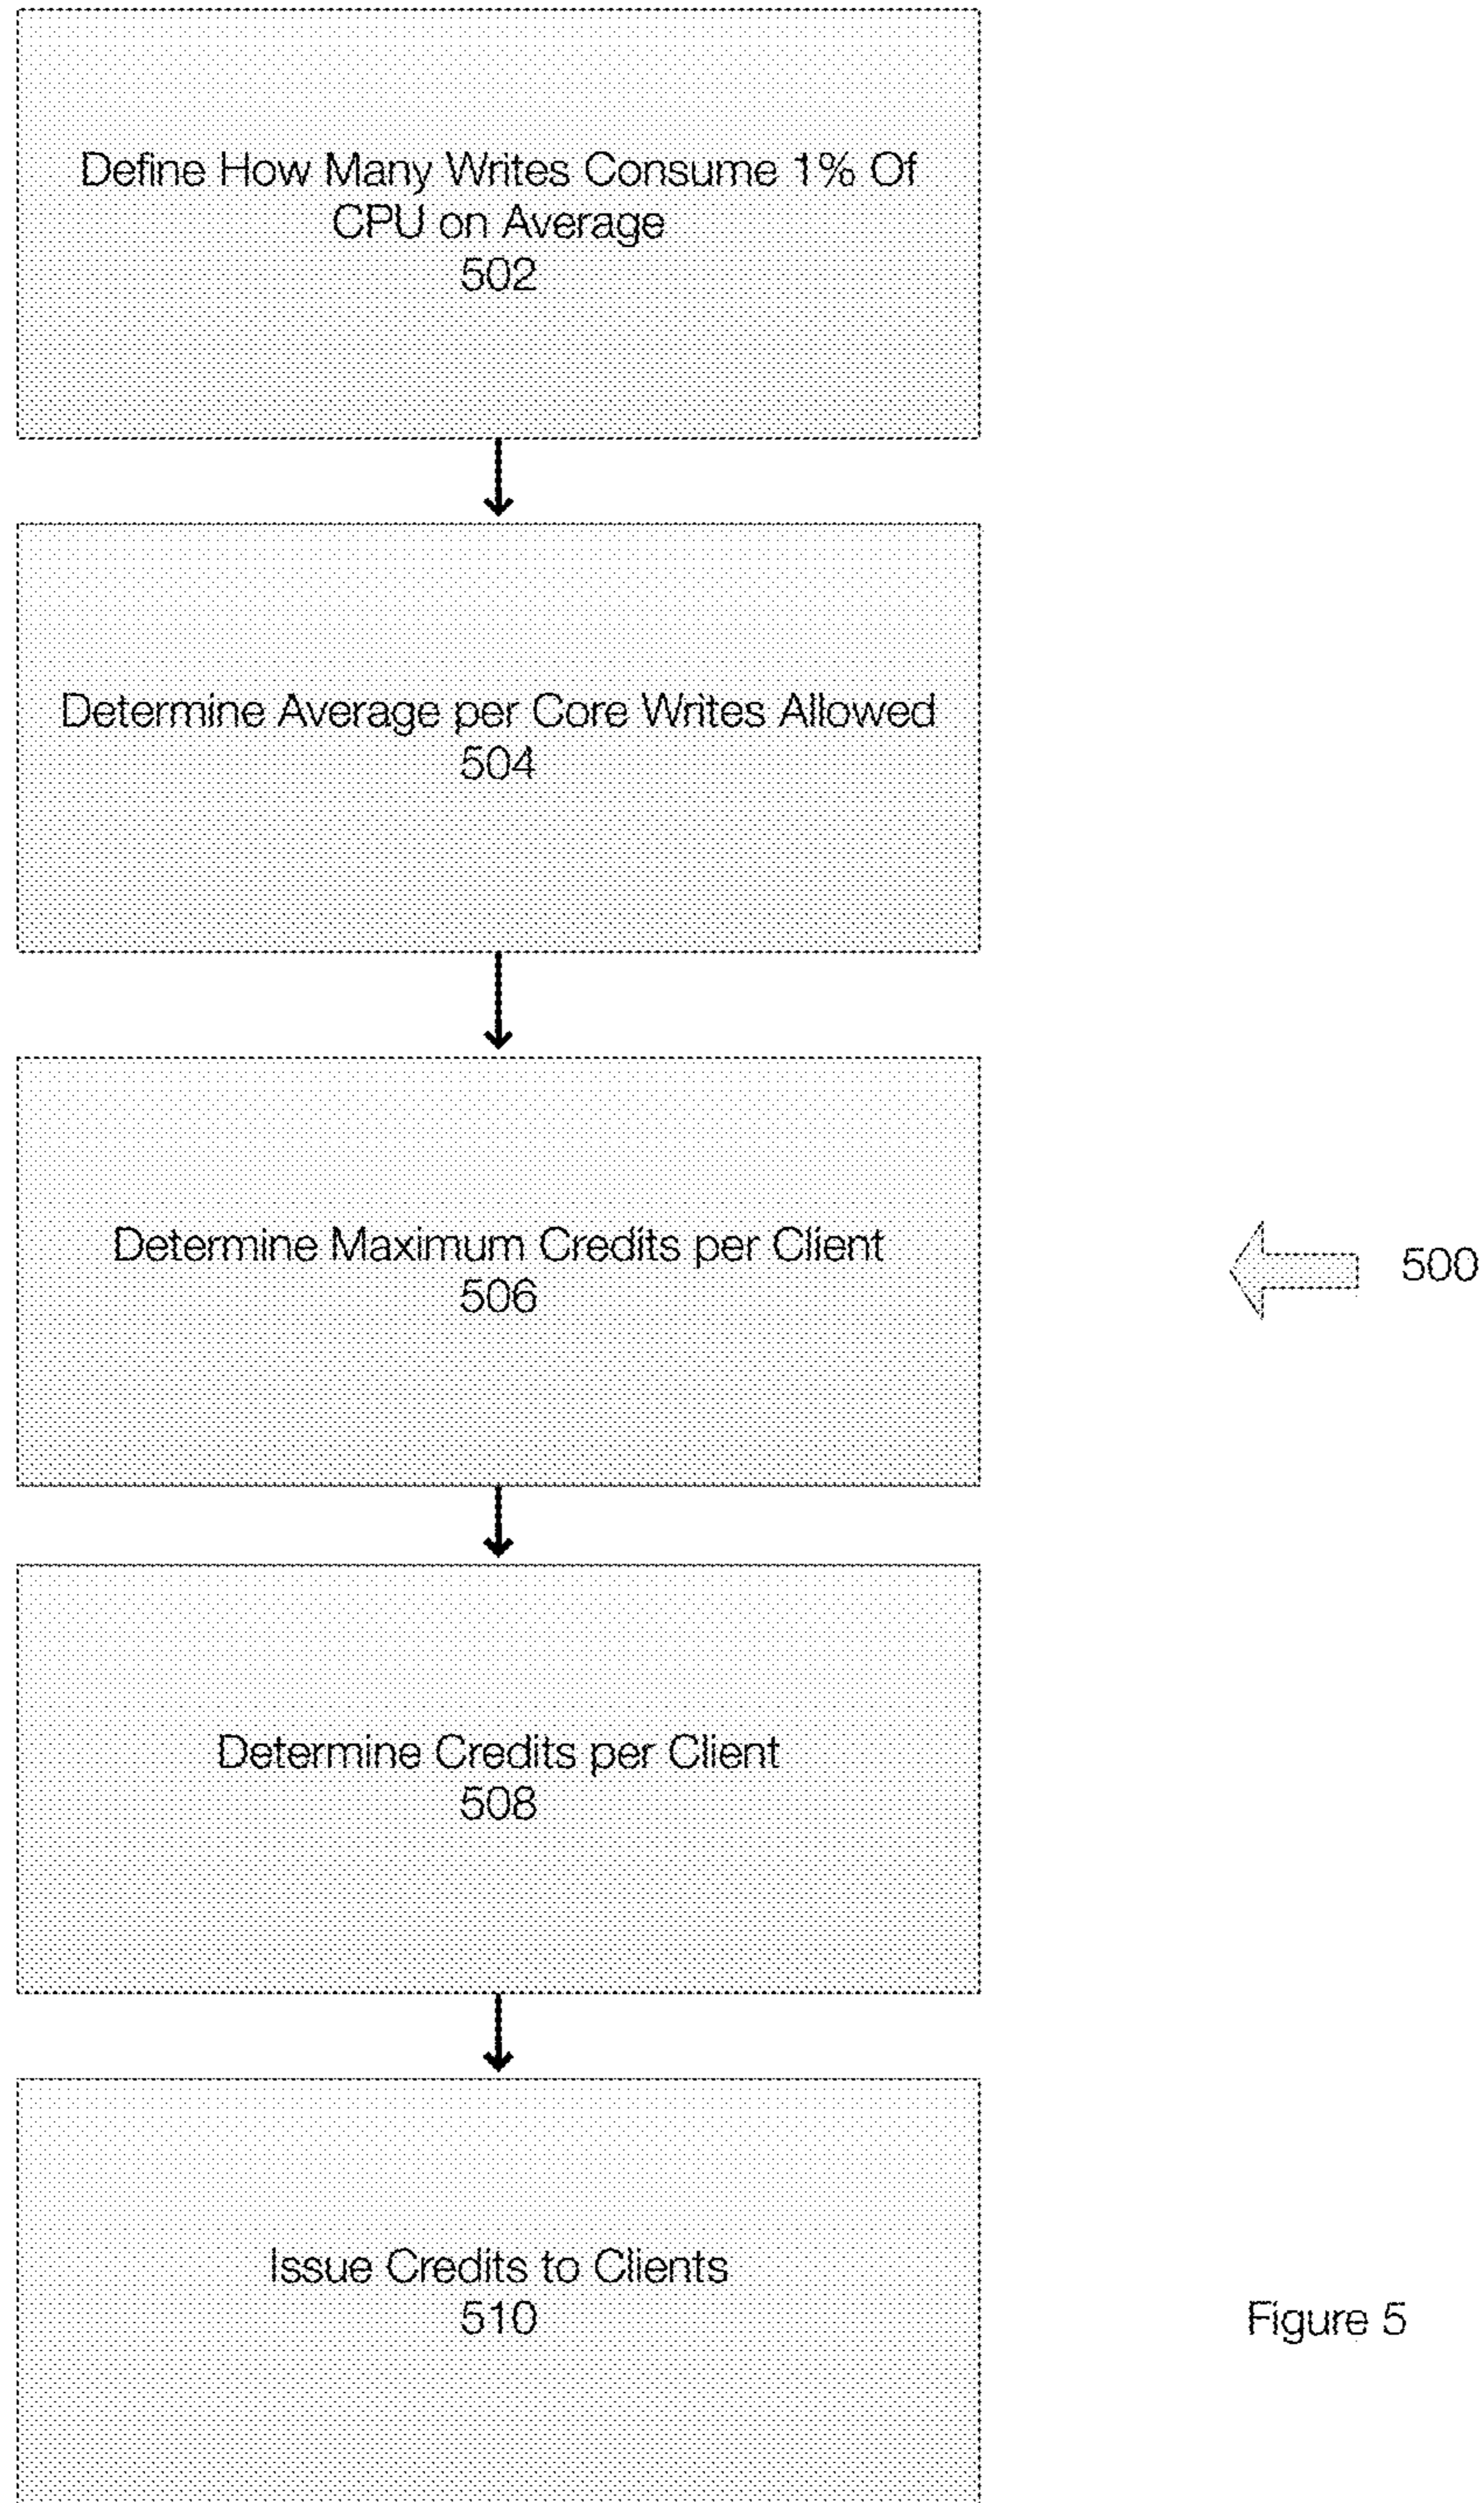 Define How Many Writes Consume 1% Of
CPU on Average
502
Determine Average per Core Writes Allowed
504
Determine Maximum Credits per Client
506
500
Determine Credits per Client
508
Issue Credits to Clients
510
Figure 5